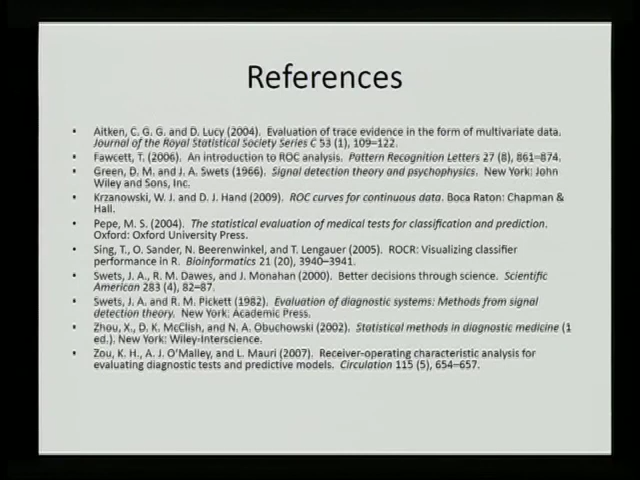 References
• Aitken, C. G. G. and D. Lucy (2004). Evaluation of trace evidence in the form of multivariate data.
Journal of the Royal Statistical Society Series C 53 (1), 109–122.
• Fawcett, T. (2006). An introduction to ROC analysis. Pattern Recognition Letters 27 (8), 861–874.
• Green, D. M. and J. A. Swets (1966). Signal detection theory and psychophysics. New York: John
Wiley and Sons, Inc.
• Krzanowski, W. J. and D. J. Hand (2009). ROC curves for continuous data. Boca Raton: Chapman &
Hall.
• Pepe, M. S. (2004). The statistical evaluation of medical tests for classification and prediction.
Oxford: Oxford University Press.
• Sing, T., O. Sander, N. Beerenwinkel, and T. Lengauer (2005). ROCR: Visualizing classifier
performance in R. Bioinformatics 21 (20), 3940–3941.
• Swets, J. A., R. M. Dawes, and J. Monahan (2000). Better decisions through science. Scientific
American 283 (4), 82–87.
• Swets, J. A. and R. M. Pickett (1982). Evaluation of diagnostic systems: Methods from signal
detection theory. New York: Academic Press.
• Zhou, X., D. K. McClish, and N. A. Obuchowski (2002). Statistical methods in diagnostic medicine (1
ed.). New York: Wiley-Interscience.
• Zou, K. H., A. J. O'Malley, and L. Mauri (2007). Receiver-operating characteristic analysis for
evaluating diagnostic tests and predictive models. Circulation 115 (5), 654–657.